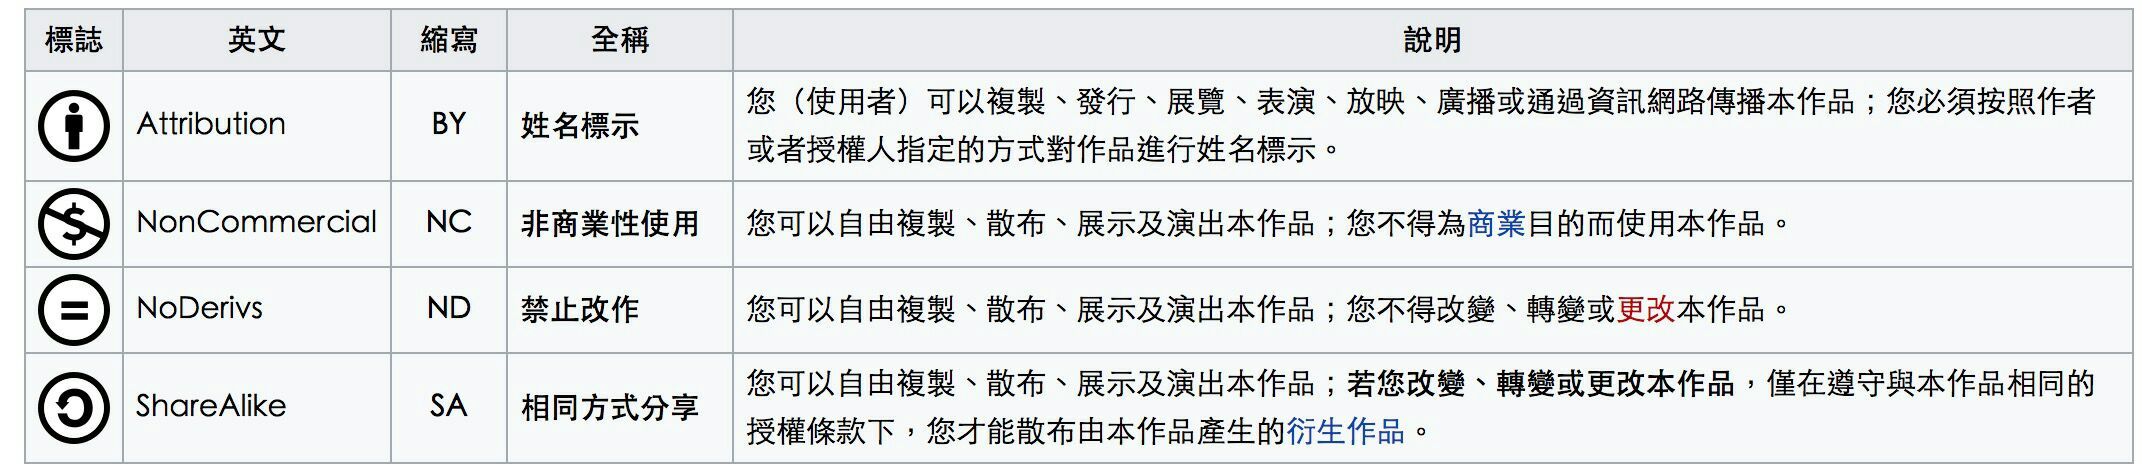 標誌 英文 縮寫 全稱 說明
Attribution BY 姓名標示 您（使用者）可以複製、發行、展覽、表演、放映、廣播或通過資訊網路傳播本作品；您必須按照作者
或者授權人指定的方式對作品進行姓名標示。
NonCommercial NC 非商業性使用 您可以自由複製、散布、展示及演出本作品；您不得為商業目的而使用本作品。
NoDerivs ND 禁止改作 您可以自由複製、散布、展示及演出本作品；您不得改變、轉變或更改本作品。
ShareAlike SA 相同方式分享 您可以自由複製、散布、展示及演出本作品；若您改變、轉變或更改本作品，僅在遵守與本作品相同的
授權條款下，您才能散布由本作品產生的衍生作品。